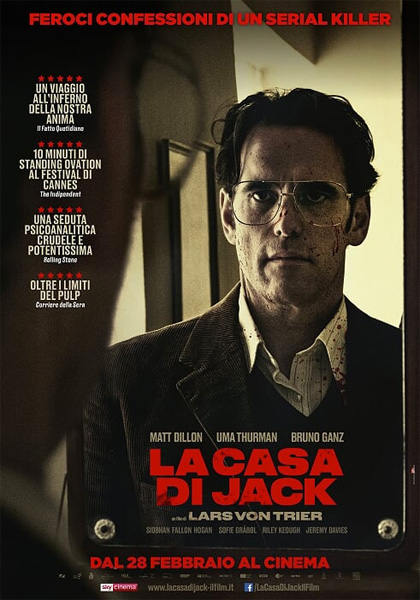 FEROCI CONFESSIONI DI UN SERIAL KILLER
★★★★★
UN VIAGGIO
ALL'INFERNO
DELLA NOSTRA
ANIMA
Il Fatto Quotidiano
★★★★★
10 MINUTI DI
STANDING OVATION
AL FESTIVAL DI
CANNES
The Indipendent
★★★★★
UNA SEDUTA
PSICOANALITICA
CRUDELE E
POTENTISSIMA
Rolling Stone
★★★★★
OLTRE I LIMITI
DEL PULP
Corriere della Sera
MATT DILLON UMA THURMAN BRUNO GANZ
LA CASA
DI JACK
un film di LARS VON TRIER
SIOBHAN FALLON HOGAN SOFIE GRÅBØL RILEY KEOUGH JEREMY DAVIES
DAL 28 FEBBRAIO AL CINEMA
sky cinema www.lacasadijack-ilfilm.it /LaCasaDiJackIlFilm